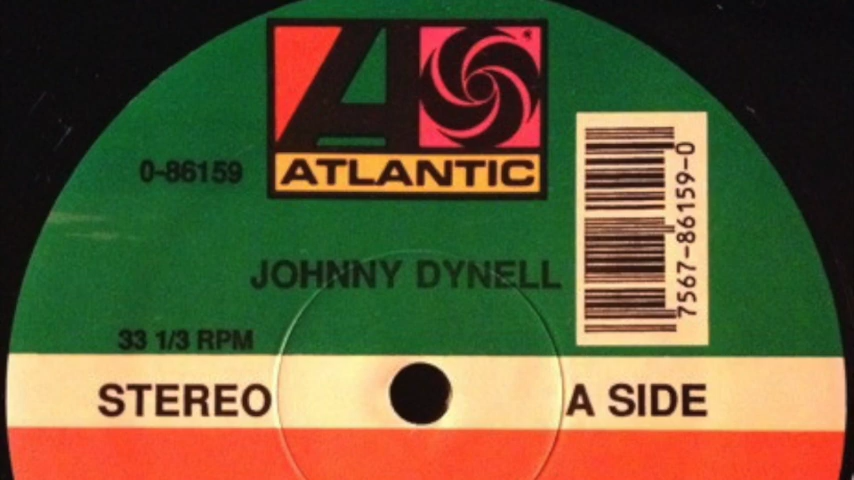 ATLANTIC
0-86159
7567-86159-0
JOHNNY DYNELL
33 1/3 RPM
STEREO
A SIDE